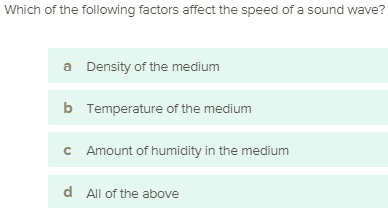 Which of the following factors affect the speed of a sound wave?
a Density of the medium
b Temperature of the medium
c Amount of humidity in the medium
d All of the above